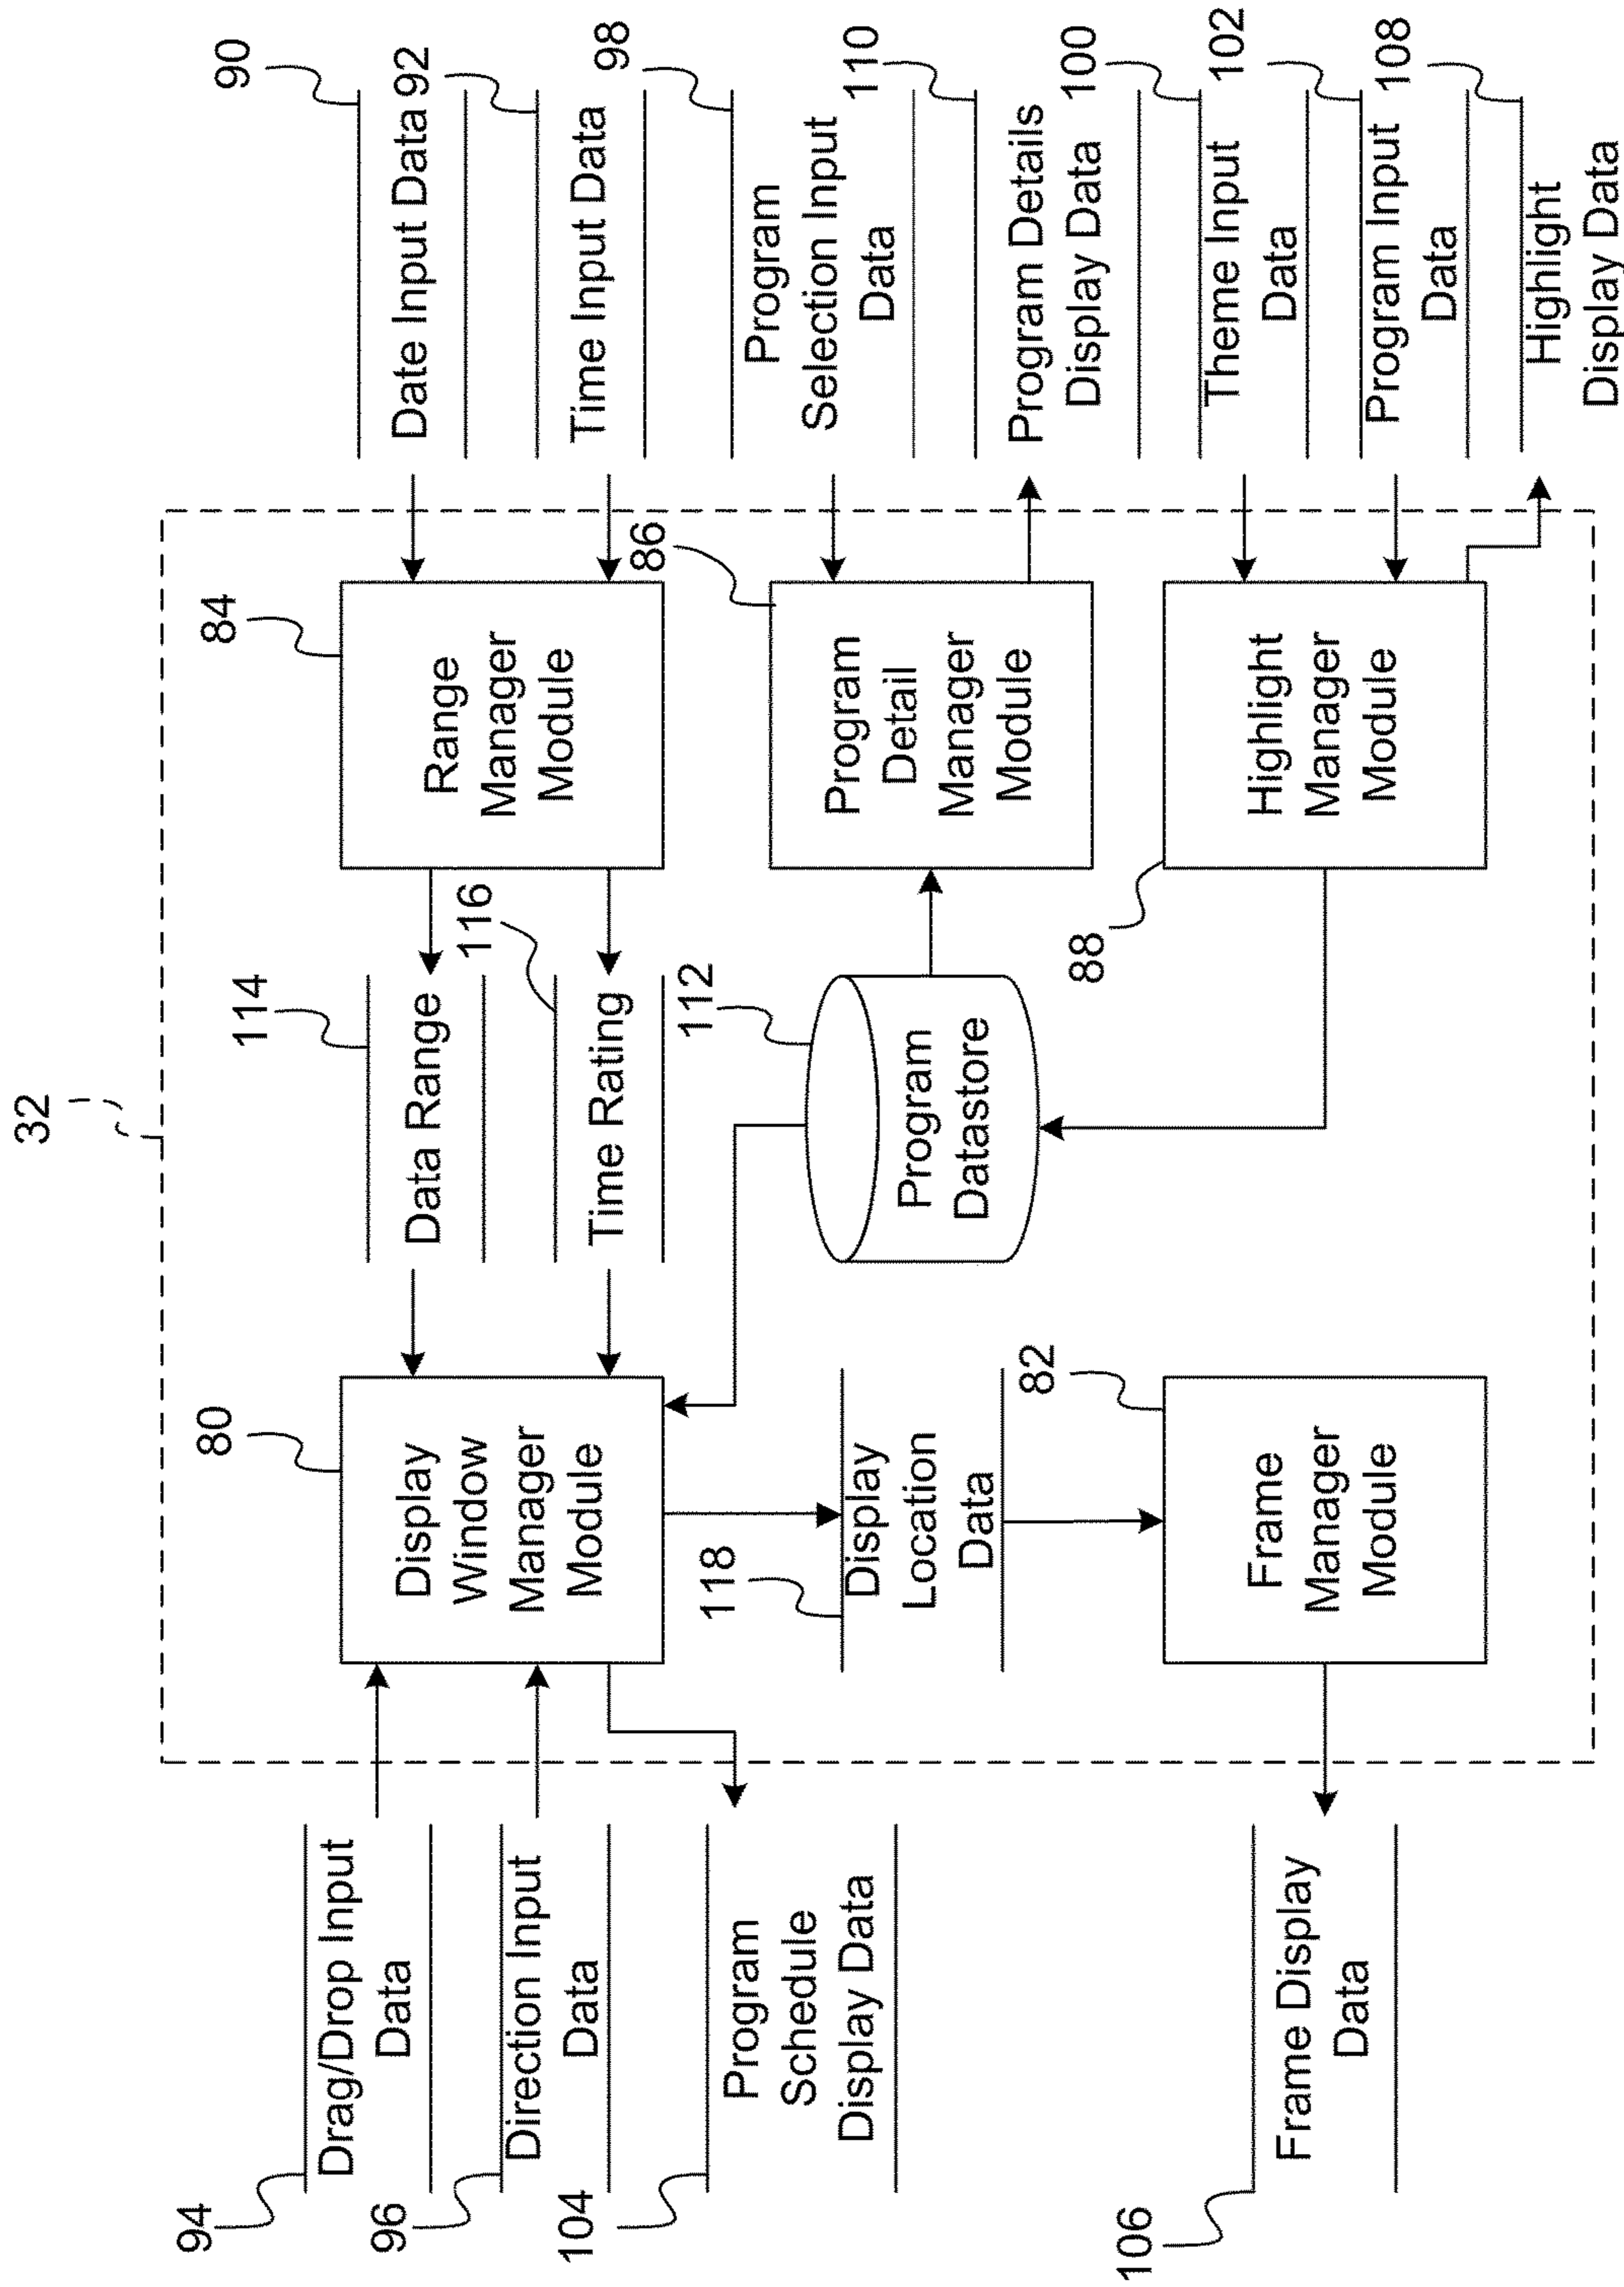 32
90
Date Input Data
92
Time Input Data
98
Program
Selection Input
Data
110
Program Details
Display Data
100
Theme Input
Data
102
Program Input
Data
108
Highlight
Display Data
84
Range
Manager
Module
86
Program
Detail
Manager
Module
88
Highlight
Manager
Module
114
Data Range
116
Time Rating
112
Program
Datastore
80
Display
Window
Manager
Module
118
Display
Location
Data
82
Frame
Manager
Module
94
Drag/Drop Input
Data
96
Direction Input
Data
104
Program
Schedule
Display Data
106
Frame Display
Data